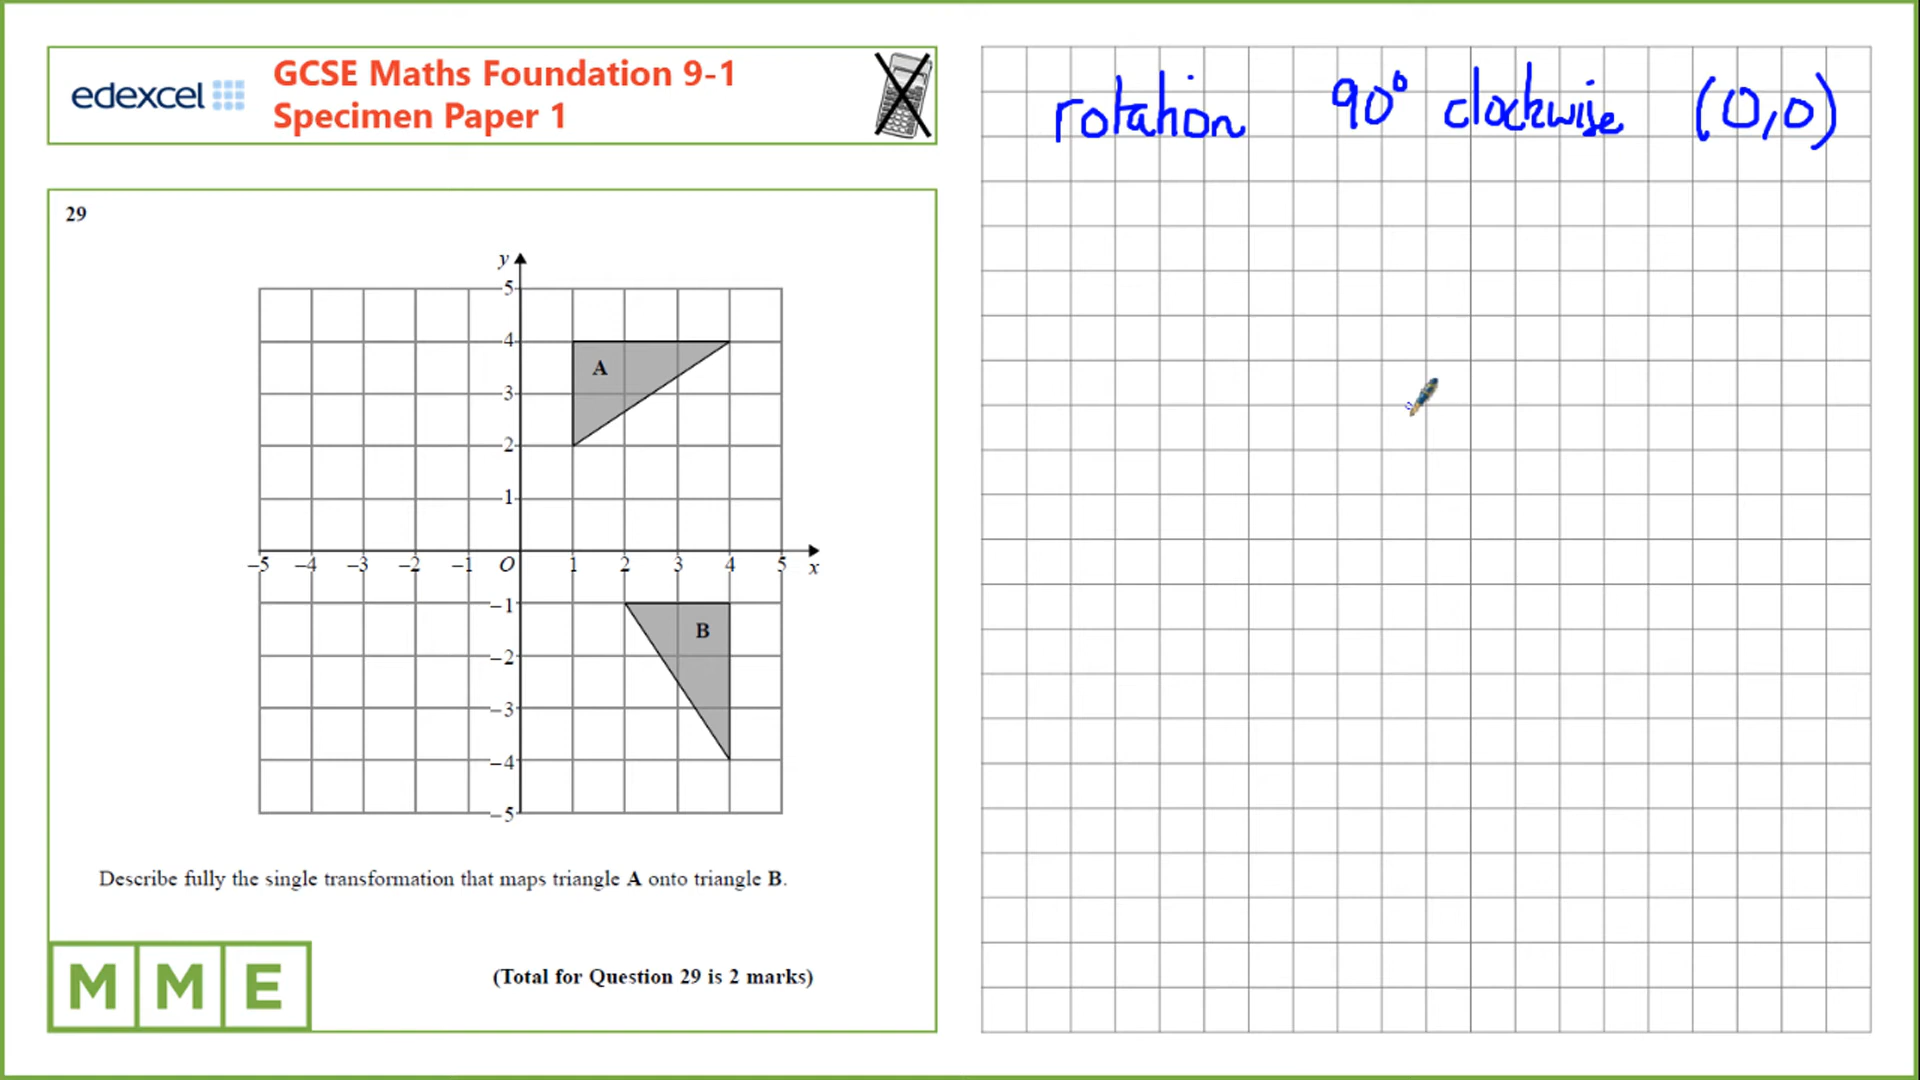 edexcel
GCSE Maths Foundation 9-1
Specimen Paper 1
rotation 90° clockwise (0,0)
29
y
5
4
A
3
2
1
-5 -4 -3 -2 -1 O 1 2 3 4 5 x
-1
B
-2
-3
-4
-5
Describe fully the single transformation that maps triangle A onto triangle B.
(Total for Question 29 is 2 marks)
MME